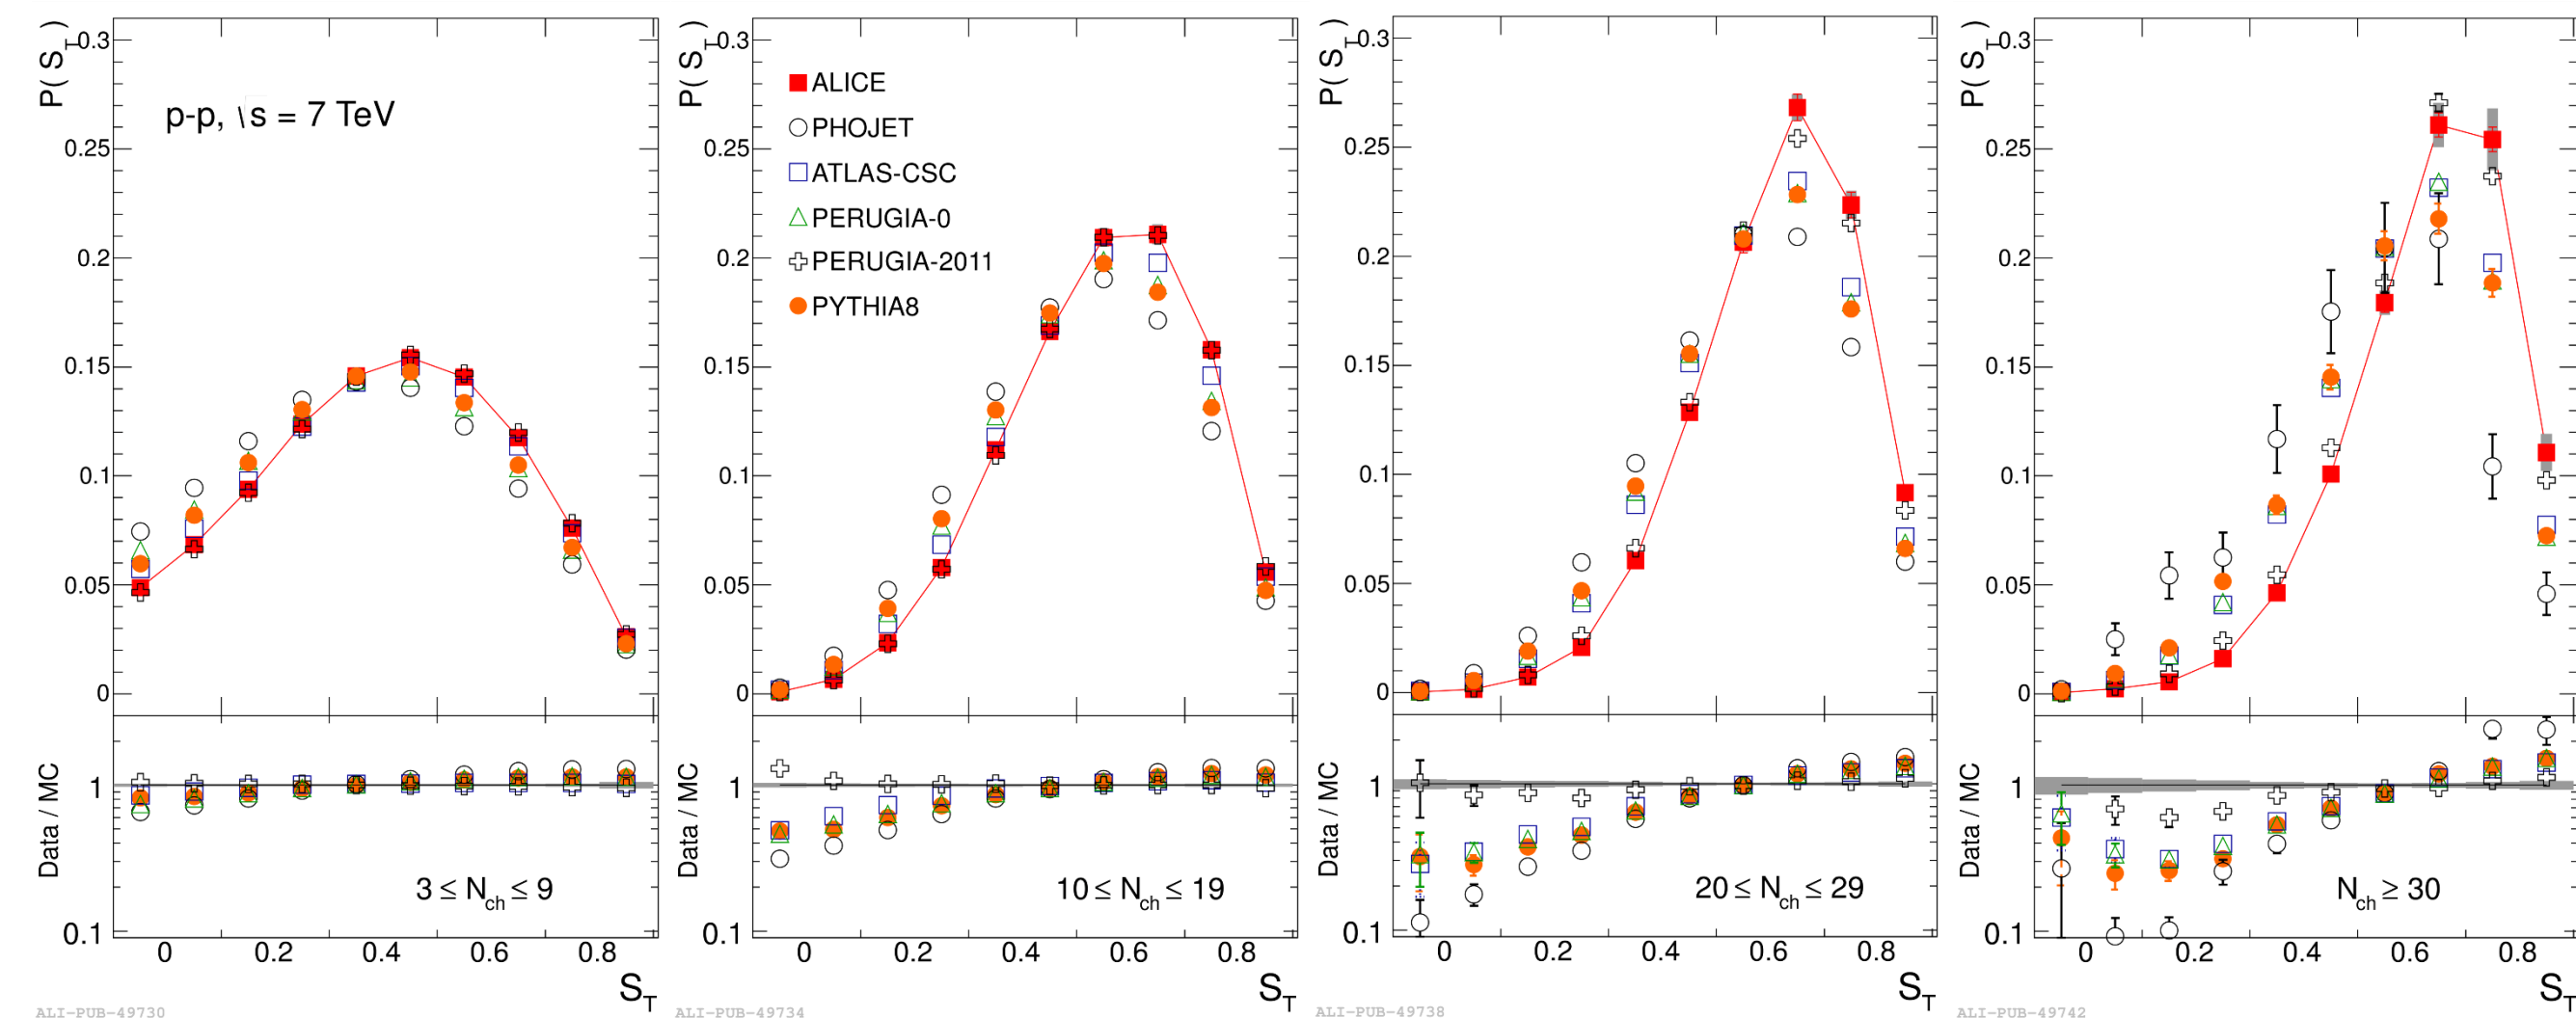 P( S_T )
0.3
0.25
0.2
0.15
0.1
0.05
0
p-p, \s = 7 TeV
Data / MC
1
0.1
3 ≤ N_ch ≤ 9
0 0.2 0.4 0.6 0.8
S_T
ALI-PUB-49730
P( S_T )
0.3
0.25
0.2
0.15
0.1
0.05
0
ALICE
PHOJET
ATLAS-CSC
PERUGIA-0
PERUGIA-2011
PYTHIA8
Data / MC
1
0.1
10 ≤ N_ch ≤ 19
0 0.2 0.4 0.6 0.8
S_T
ALI-PUB-49734
P( S_T )
0.3
0.25
0.2
0.15
0.1
0.05
0
Data / MC
1
0.1
20 ≤ N_ch ≤ 29
0 0.2 0.4 0.6 0.8
S_T
ALI-PUB-49738
P( S_T )
0.3
0.25
0.2
0.15
0.1
0.05
0
Data / MC
1
0.1
N_ch ≥ 30
0 0.2 0.4 0.6 0.8
S_T
ALI-PUB-49742